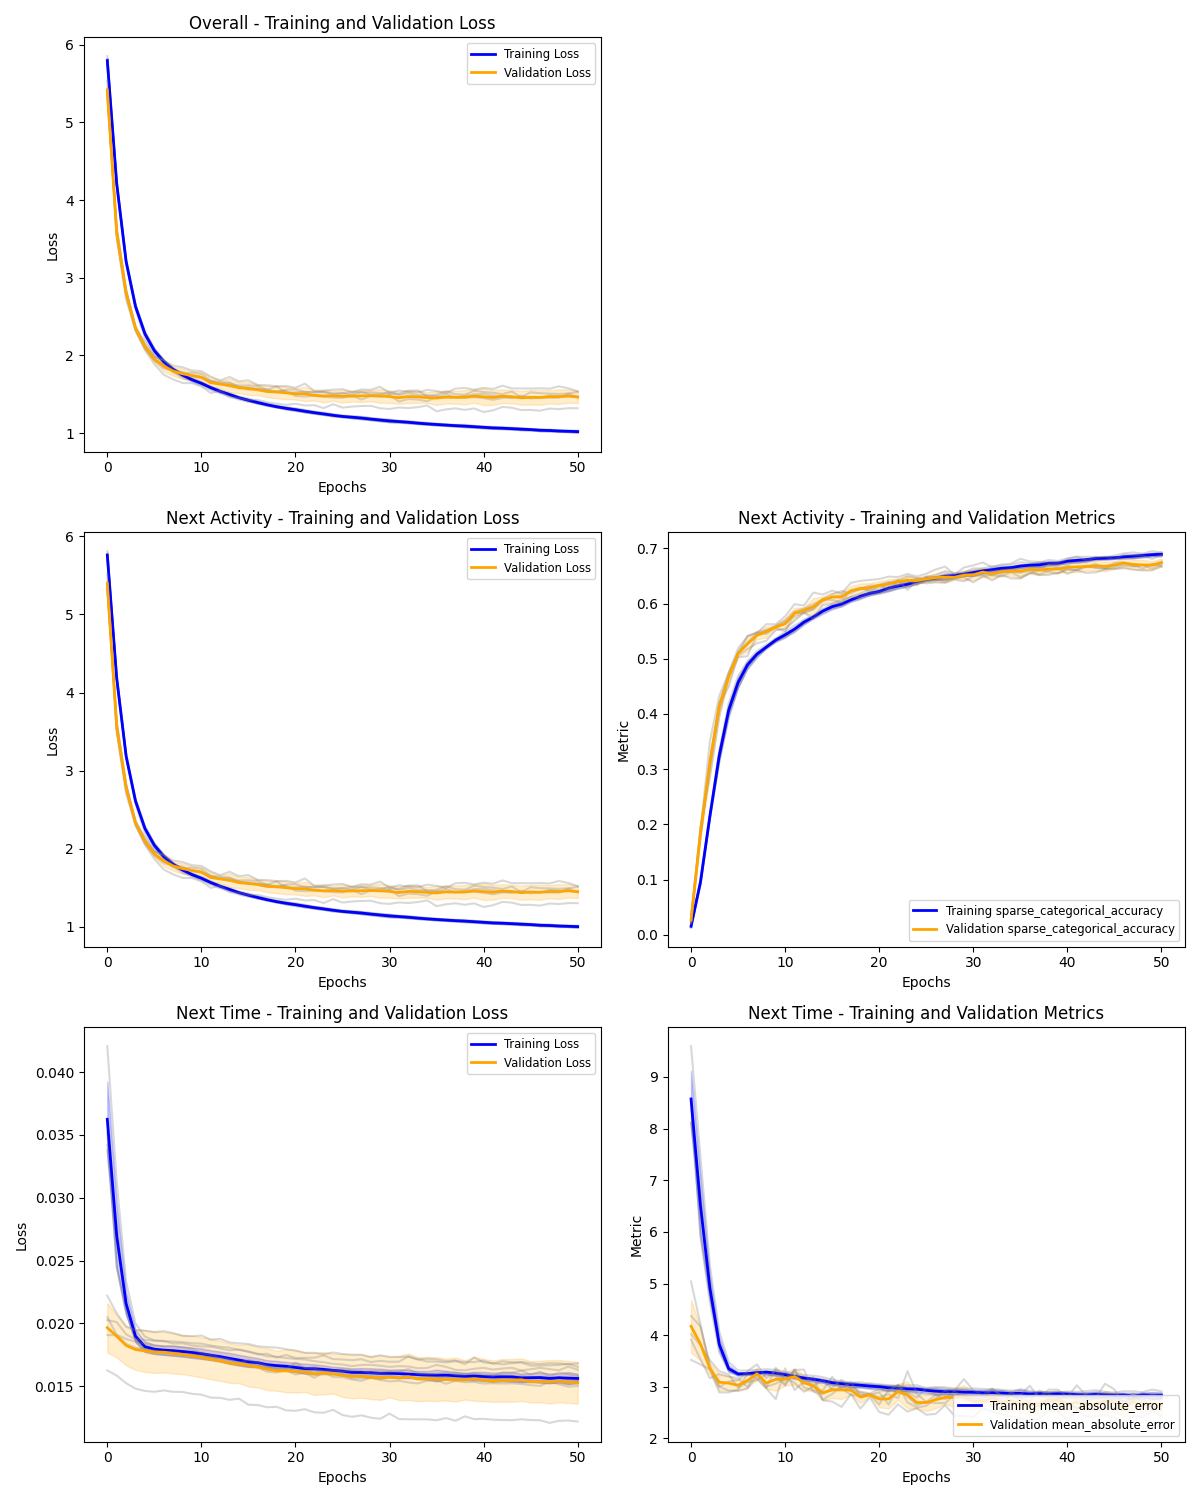 Overall - Training and Validation Loss
6
5
4
3
2
1
Loss
Training Loss
Validation Loss
0 10 20 30 40 50
Epochs
Next Activity - Training and Validation Loss
6
5
4
3
2
1
Loss
Training Loss
Validation Loss
0 10 20 30 40 50
Epochs
Next Activity - Training and Validation Metrics
0.7
0.6
0.5
0.4
0.3
0.2
0.1
0.0
Metric
Training sparse_categorical_accuracy
Validation sparse_categorical_accuracy
0 10 20 30 40 50
Epochs
Next Time - Training and Validation Loss
0.040
0.035
0.030
0.025
0.020
0.015
Loss
Training Loss
Validation Loss
0 10 20 30 40 50
Epochs
Next Time - Training and Validation Metrics
9
8
7
6
5
4
3
2
Metric
Training mean_absolute_error
Validation mean_absolute_error
0 10 20 30 40 50
Epochs